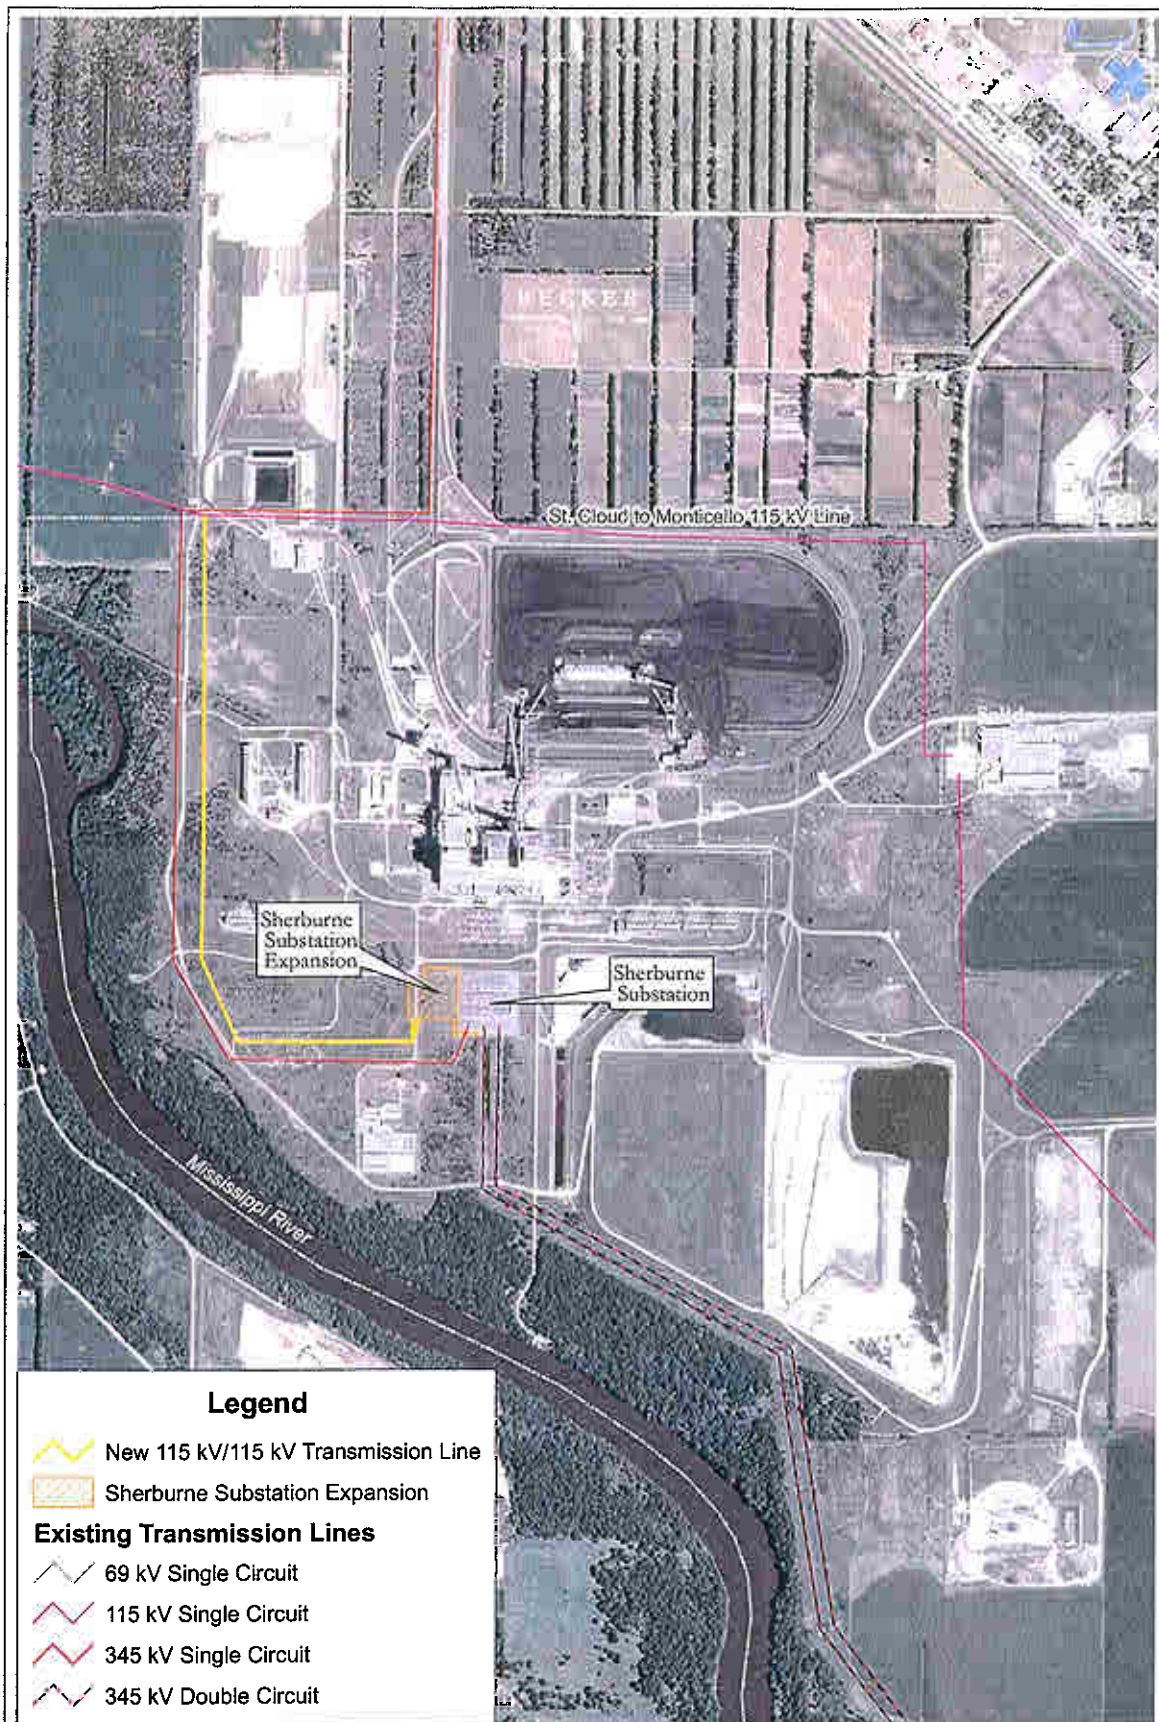 BECKER
St. Cloud to Monticello 115 kV Line
Sherburne
Substation
Expansion
Sherburne
Substation
Mississippi River
Legend
New 115 kV/115 kV Transmission Line
Sherburne Substation Expansion
Existing Transmission Lines
69 kV Single Circuit
115 kV Single Circuit
345 kV Single Circuit
345 kV Double Circuit